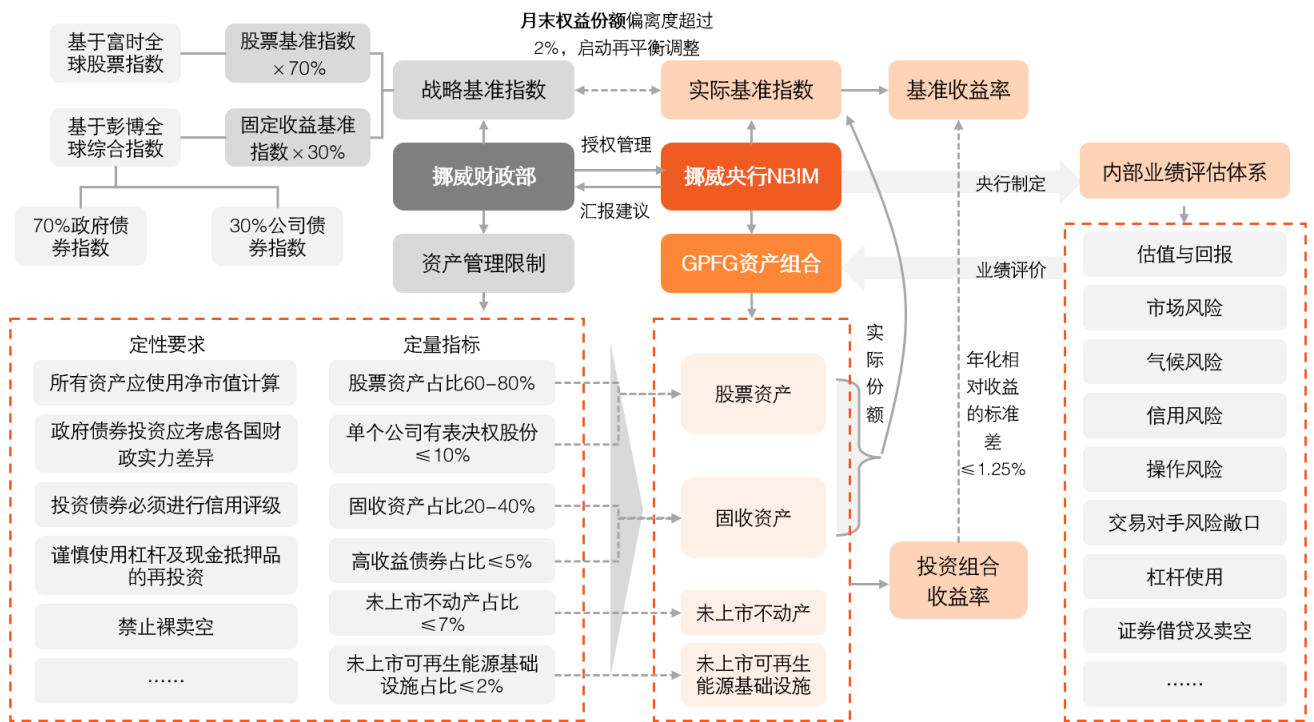 月末权益份额偏离度超过
2%，启动再平衡调整
基于富时全
球股票指数
股票基准指数
×70%
战略基准指数
实际基准指数
基准收益率
基于彭博全
球综合指数
固定收益基准
指数×30%
授权管理
挪威财政部
挪威央行NBIM
央行制定
内部业绩评估体系
汇报建议
70%政府债
券指数
30%公司债
券指数
资产管理限制
GPFG资产组合
业绩评价
估值与回报
市场风险
气候风险
信用风险
操作风险
交易对手风险敞口
杠杆使用
证券借贷及卖空
……
定性要求
所有资产应使用净市值计算
政府债券投资应考虑各国财
政实力差异
投资债券必须进行信用评级
谨慎使用杠杆及现金抵押品
的再投资
禁止裸卖空
……
定量指标
股票资产占比60-80%
单个公司有表决权股份
≤10%
固收资产占比20-40%
高收益债券占比≤5%
未上市不动产占比
≤7%
未上市可再生能源基础
设施占比≤2%
股票资产
固收资产
未上市不动产
未上市可再生
能源基础设施
实
际
份
额
年化相
对收益
的标准
差
≤1.25%
投资组合
收益率